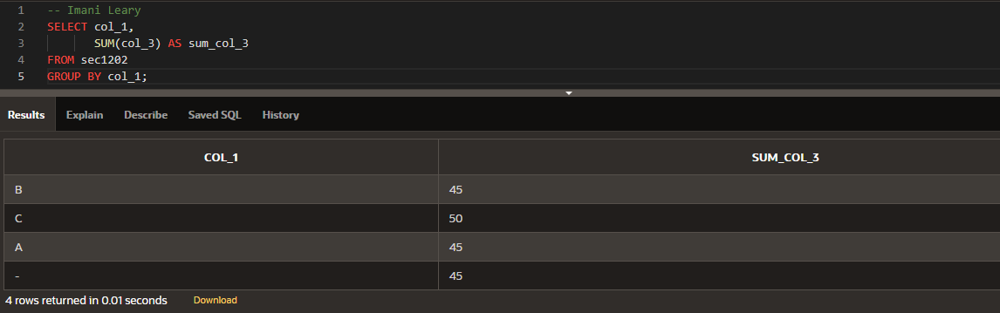 1 -- Imani Leary
2 SELECT col_1,
3 SUM(col_3) AS sum_col_3
4 FROM sec1202
5 GROUP BY col_1;
Results Explain Describe Saved SQL History
COL_1 SUM_COL_3
B 45
C 50
A 45
- 45
4 rows returned in 0.01 seconds Download